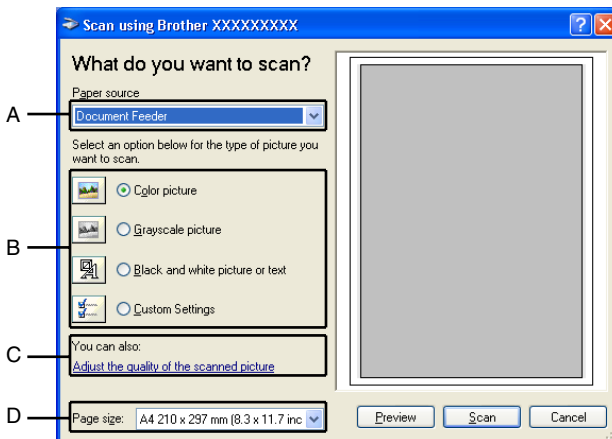 Scan using Brother XXXXXXXXX
What do you want to scan?
Paper source
A
Document Feeder
Select an option below for the type of picture you
want to scan.
B
Color picture
Grayscale picture
Black and white picture or text
Custom Settings
C
You can also:
Adjust the quality of the scanned picture
D
Page size:
A4 210 x 297 mm (8.3 x 11.7 inc
Preview
Scan
Cancel